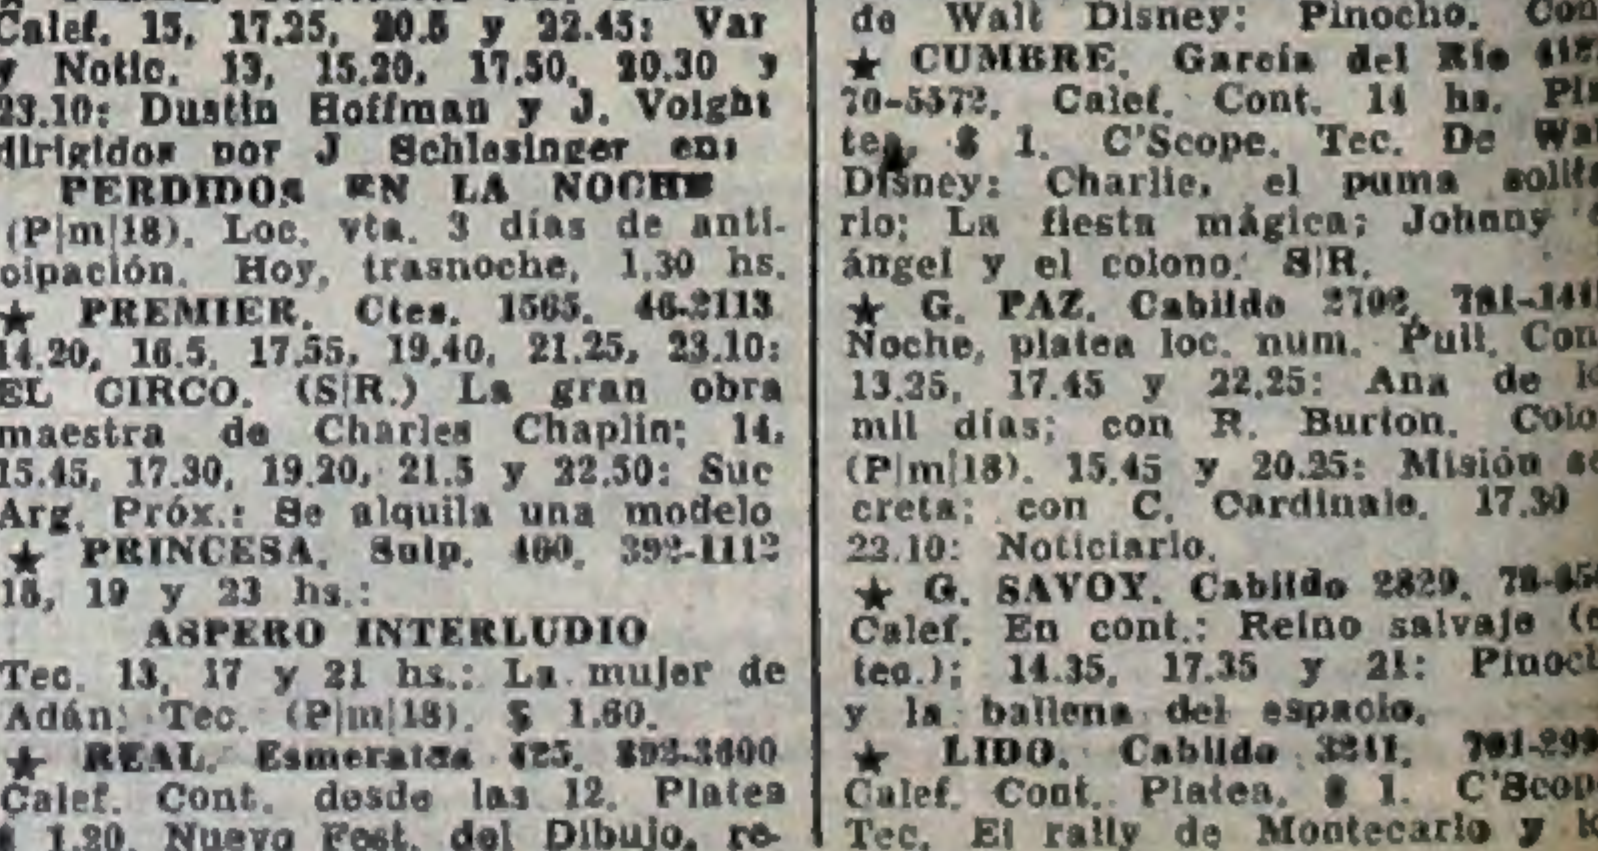 Calef. 15, 17.25, 20.5 y 22.45: Var
y Notic. 13, 15.20, 17.50, 20.30 y
23.10: Dustin Hoffman y J. Voight
dirigidos por J Schlesinger en:
PERDIDOS EN LA NOCHE
(P|m|18). Loc. vta. 3 días de anti-
cipación. Hoy, trasnoche, 1.30 hs.
★ PREMIER. Ctes. 1565. 46-2113
14.20, 16.5, 17.55, 19.40, 21.25, 23.10:
EL CIRCO. (S|R.) La gran obra
maestra de Charles Chaplin; 14,
15.45, 17.30, 19.20, 21.5 y 22.50: Suc
Arg. Próx.: Se alquila una modelo
★ PRINCESA. Suip. 460. 392-1112
15, 19 y 23 hs.:
ASPERO INTERLUDIO
Tec. 13, 17 y 21 hs.: La mujer de
Adán; Tec. (P|m|18). $ 1.60.
★ REAL. Esmeralda 425. 392-3600
Calef. Cont. desde las 12. Platea
$ 1.20. Nuevo Fest. del Dibujo, re-
de Walt Disney: Pinocho. Con
★ CUMBRE. García del Río
70-5572. Calef. Cont. 14 hs. Pla
tea, $ 1. C'Scope. Tec. De Wal
Disney: Charlie, el puma solita
rio; La fiesta mágica; Johnny
ángel y el colono. S|R.
★ G. PAZ. Cabildo 2702, 781-141
Noche, platea loc. num. Pull. Con
13.25, 17.45 y 22.25: Ana de l
mil días; con R. Burton. Colo
(P|m|18). 15.45 y 20.25: Misión se
creta; con C. Cardinale. 17.30
22.10: Noticiario.
★ G. SAVOY. Cabildo 2829.
Calef. En cont.: Reino salvaje (c
tec.); 14.35, 17.35 y 21: Pinoch
y la ballena del espacio.
★ LIDO. Cabildo 3241. 701-299
Calef. Cont. Platea, $ 1. C'Scop
Tec. El rally de Montecarlo y